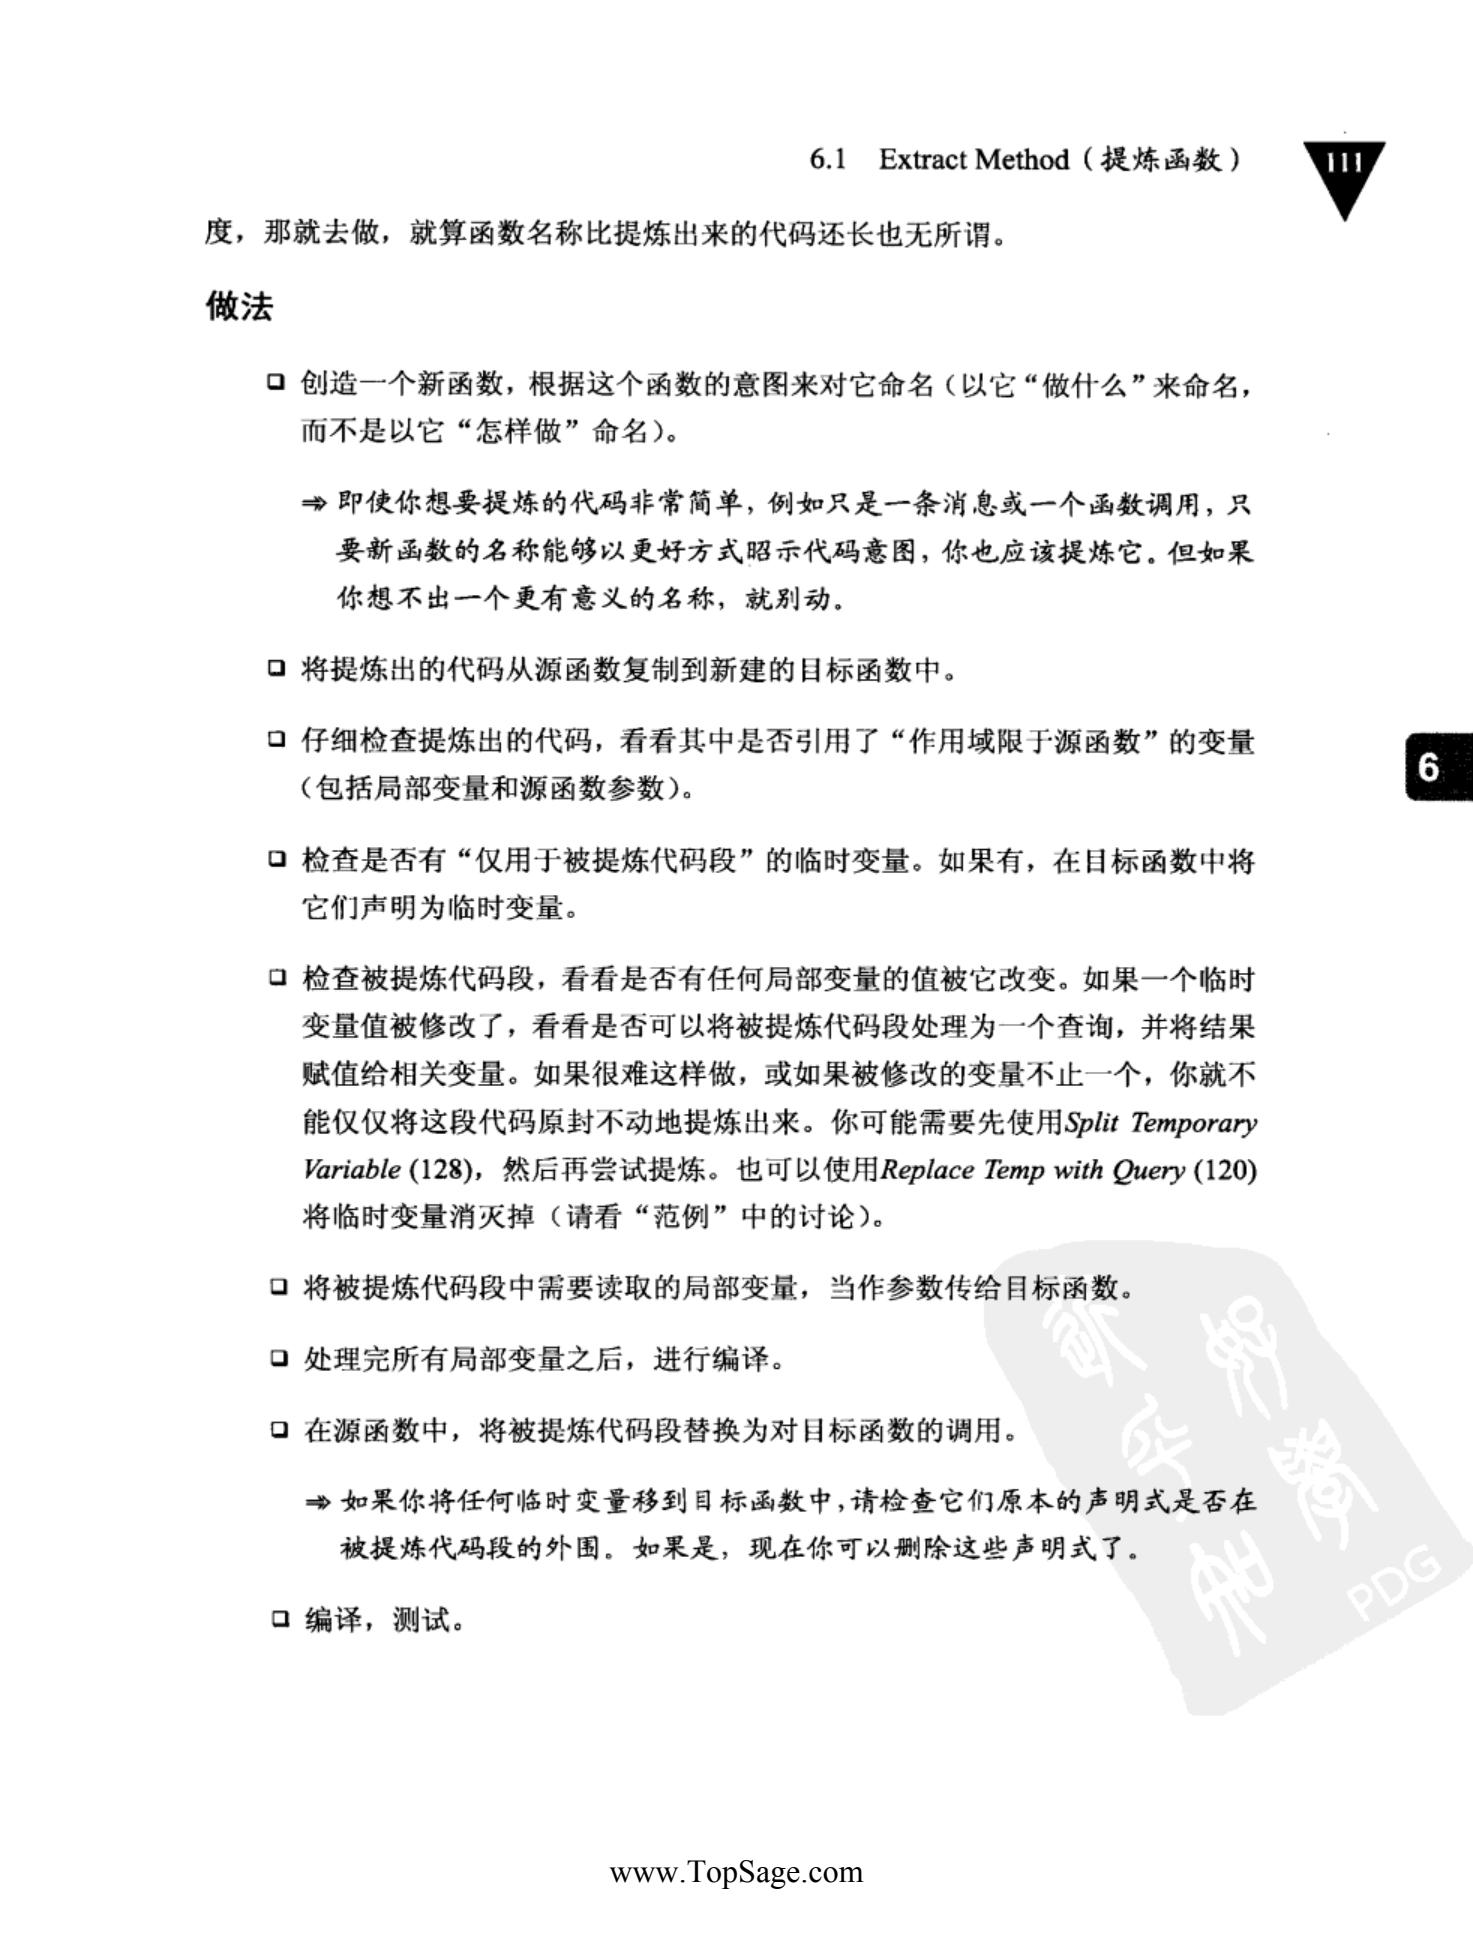 6.1 Extract Method（提炼函数）
111
度，那就去做，就算函数名称比提炼出来的代码还长也无所谓。
做法
❑ 创造一个新函数，根据这个函数的意图来对它命名（以它“做什么”来命名，
而不是以它“怎样做”命名）。
⇒ 即使你想要提炼的代码非常简单，例如只是一条消息或一个函数调用，只
要新函数的名称能够以更好方式昭示代码意图，你也应该提炼它。但如果
你想不出一个更有意义的名称，就别动。
❑ 将提炼出的代码从源函数复制到新建的目标函数中。
❑ 仔细检查提炼出的代码，看看其中是否引用了“作用域限于源函数”的变量
（包括局部变量和源函数参数）。
6
❑ 检查是否有“仅用于被提炼代码段”的临时变量。如果有，在目标函数中将
它们声明为临时变量。
❑ 检查被提炼代码段，看看是否有任何局部变量的值被它改变。如果一个临时
变量值被修改了，看看是否可以将被提炼代码段处理为一个查询，并将结果
赋值给相关变量。如果很难这样做，或如果被修改的变量不止一个，你就不
能仅仅将这段代码原封不动地提炼出来。你可能需要先使用Split Temporary
Variable (128)，然后再尝试提炼。也可以使用Replace Temp with Query (120)
将临时变量消灭掉（请看“范例”中的讨论）。
❑ 将被提炼代码段中需要读取的局部变量，当作参数传给目标函数。
❑ 处理完所有局部变量之后，进行编译。
❑ 在源函数中，将被提炼代码段替换为对目标函数的调用。
⇒ 如果你将任何临时变量移到目标函数中，请检查它们原本的声明式是否在
被提炼代码段的外围。如果是，现在你可以删除这些声明式了。
❑ 编译，测试。
PDG
www.TopSage.com